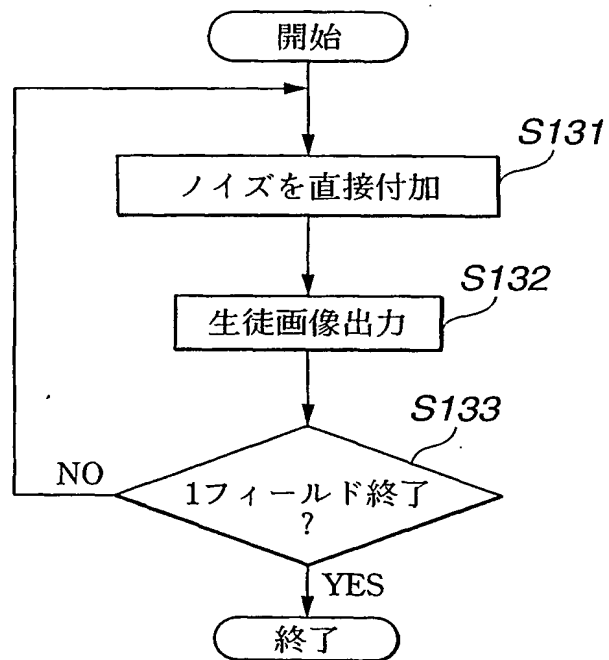 開始
S131
ノイズを直接付加
S132
生徒画像出力
S133
NO
1フィールド終了
?
YES
終了